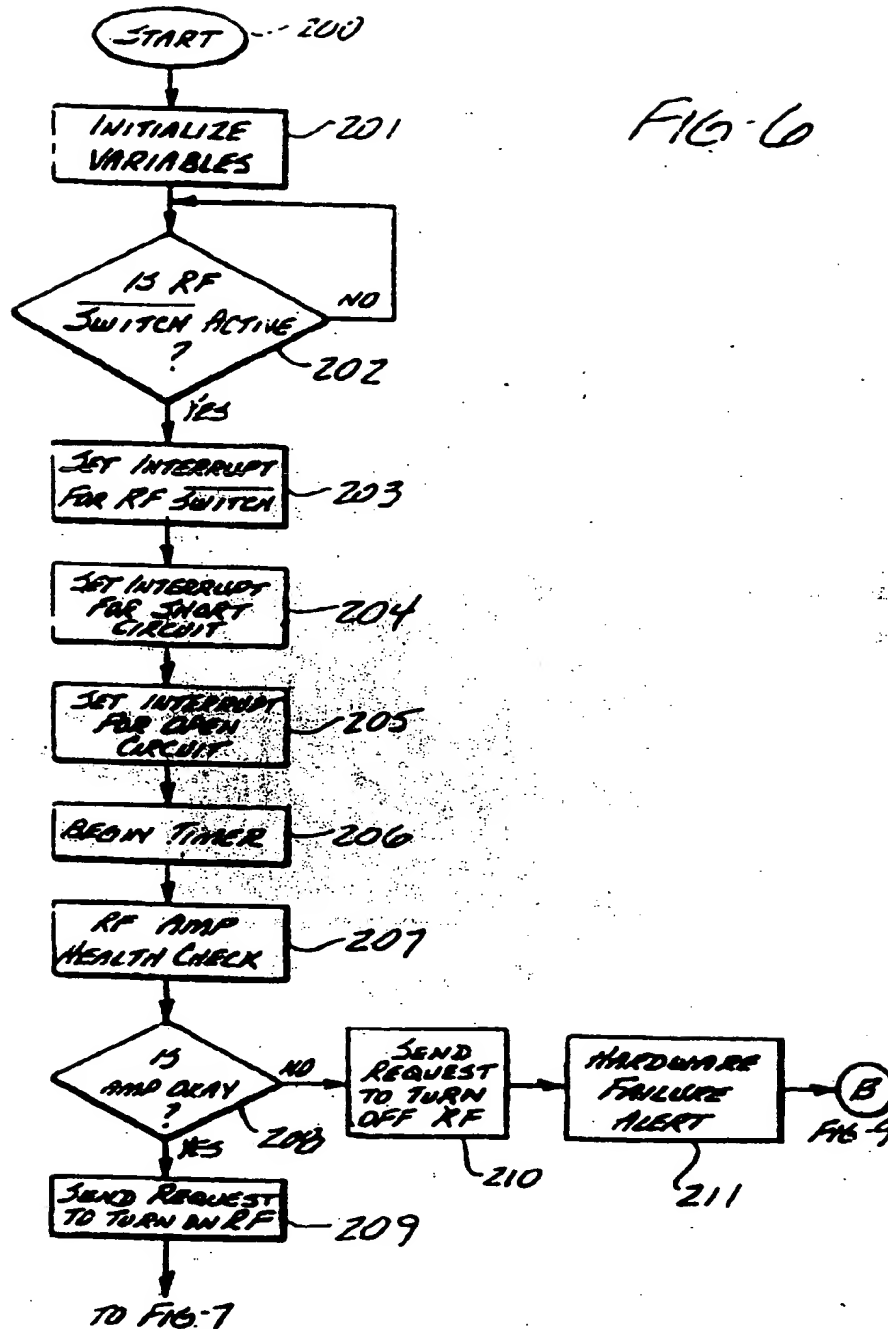 START
200
FIG-6
INITIALIZE
VARIABLES
201
IS RF
SWITCH ACTIVE
?
NO
202
YES
SET INTERRUPT
FOR RF SWITCH
203
SET INTERRUPT
FOR SHORT
CIRCUIT
204
SET INTERRUPT
FOR OPEN
CIRCUIT
205
BEGIN TIMER
206
RF AMP
HEALTH CHECK
207
IS
AMP OKAY
?
NO
208
YES
SEND
REQUEST
TO TURN
OFF RF
210
HARDWARE
FAILURE
ALERT
211
B
SEND REQUEST
TO TURN ON RF
209
TO FIG-7